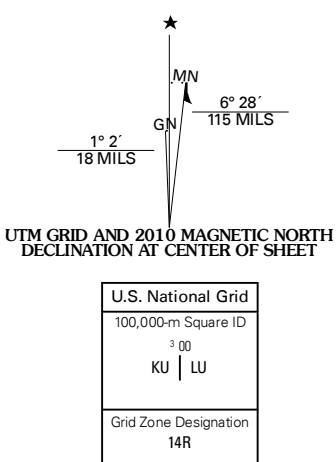 ★
MN
6° 28´
115 MILS
GN
1° 2´
18 MILS
UTM GRID AND 2010 MAGNETIC NORTH
DECLINATION AT CENTER OF SHEET
U.S. National Grid
100,000-m Square ID
3 00
KU | LU
Grid Zone Designation
14R